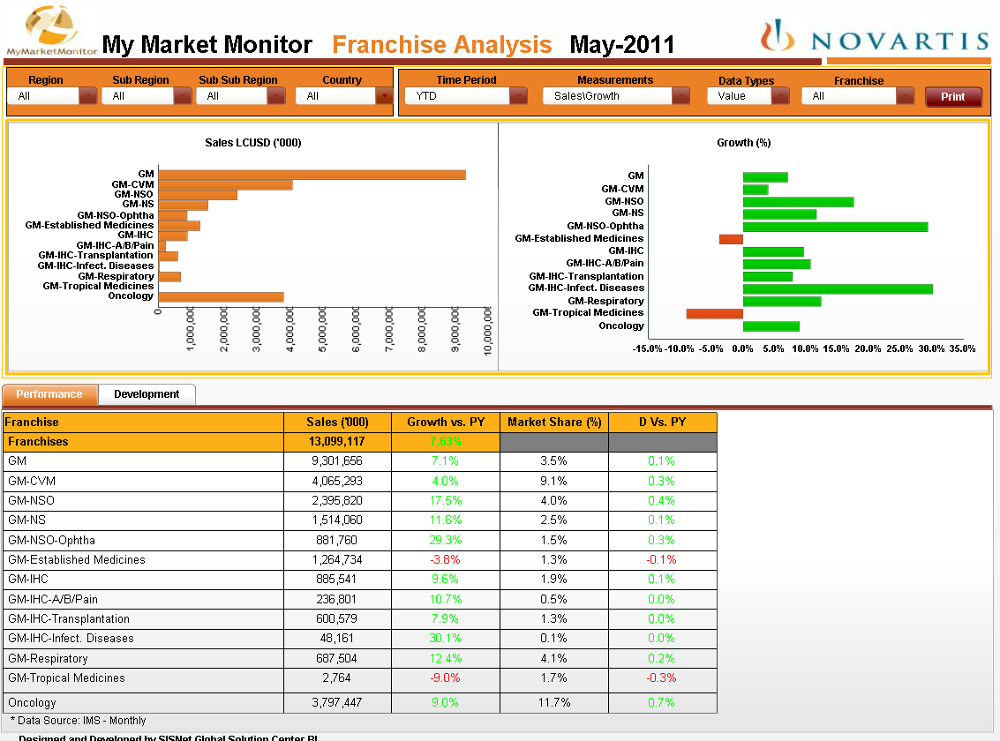 MyMarketMonitor
My Market Monitor Franchise Analysis May-2011
NOVARTIS
Region Sub Region Sub Sub Region Country Time Period Measurements Data Types Franchise
All All All All YTD Sales\Growth Value All Print
Sales LCUSD ('000)
GM
GM-CVM
GM-NSO
GM-NS
GM-NSO-Ophtha
GM-Established Medicines
GM-IHC
GM-IHC-A/B/Pain
GM-IHC-Transplantation
GM-IHC-Infect. Diseases
GM-Respiratory
GM-Tropical Medicines
Oncology
0 1,000,000 2,000,000 3,000,000 4,000,000 5,000,000 6,000,000 7,000,000 8,000,000 9,000,000 10,000,000
Growth (%)
GM
GM-CVM
GM-NSO
GM-NS
GM-NSO-Ophtha
GM-Established Medicines
GM-IHC
GM-IHC-A/B/Pain
GM-IHC-Transplantation
GM-IHC-Infect. Diseases
GM-Respiratory
GM-Tropical Medicines
Oncology
-15.0% -10.0% -5.0% 0.0% 5.0% 10.0% 15.0% 20.0% 25.0% 30.0% 35.0%
Performance Development
Franchise Sales ('000) Growth vs. PY Market Share (%) D Vs. PY
Franchises 13,099,117 7.63%
GM 9,301,656 7.1% 3.5% 0.1%
GM-CVM 4,065,293 4.0% 9.1% 0.3%
GM-NSO 2,395,820 17.5% 4.0% 0.4%
GM-NS 1,514,060 11.6% 2.5% 0.1%
GM-NSO-Ophtha 881,760 29.3% 1.5% 0.3%
GM-Established Medicines 1,264,734 -3.8% 1.3% -0.1%
GM-IHC 885,541 9.6% 1.9% 0.1%
GM-IHC-A/B/Pain 236,801 10.7% 0.5% 0.0%
GM-IHC-Transplantation 600,579 7.9% 1.3% 0.0%
GM-IHC-Infect. Diseases 48,161 30.1% 0.1% 0.0%
GM-Respiratory 687,504 12.4% 4.1% 0.2%
GM-Tropical Medicines 2,764 -9.0% 1.7% -0.3%
Oncology 3,797,447 9.0% 11.7% 0.7%
* Data Source: IMS - Monthly
Designed and Developed by SISNet Global Solution Center BI